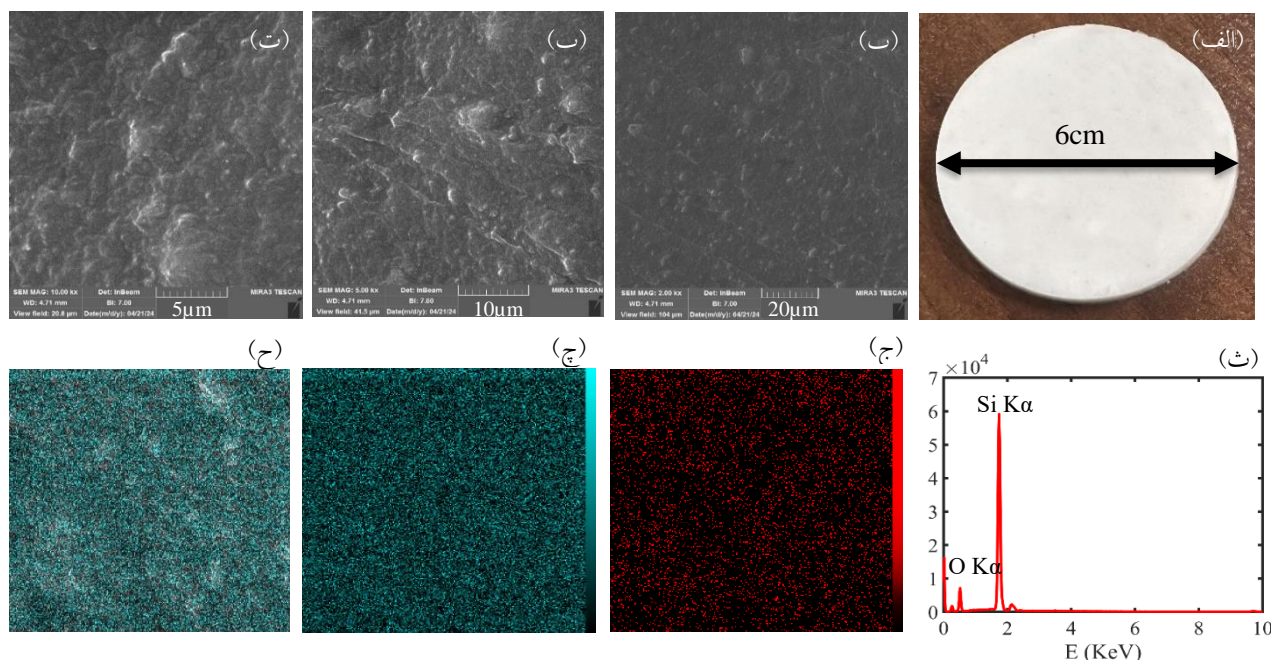 (الف)
6cm
(ب)
SEM MAG: 2.00 kx
Det: InBeam
WD: 4.71 mm
BI: 7.00
View field: 104 µm
Date(m/d/y): 04/21/24
20µm
MIRA3 TESCAN
(ب)
SEM MAG: 5.00 kx
Det: InBeam
WD: 4.71 mm
BI: 7.00
View field: 41.5 µm
Date(m/d/y): 04/21/24
10µm
MIRA3 TESCAN
(ت)
SEM MAG: 10.00 kx
Det: InBeam
WD: 4.71 mm
BI: 7.00
View field: 20.8 µm
Date(m/d/y): 04/21/24
5µm
MIRA3 TESCAN
(ث)
×10⁴
7
6
5
4
3
2
1
0
Si Kα
O Kα
0 2 4 6 8 10
E (KeV)
(ج)
(چ)
(ح)